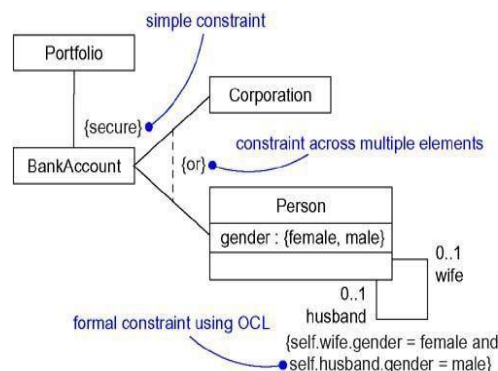 simple constraint
Portfolio
Corporation
{secure}
constraint across multiple elements
BankAccount
{or}
Person
gender : {female, male}
0..1
wife
0..1
husband
formal constraint using OCL
{self.wife.gender = female and
self.husband.gender = male}